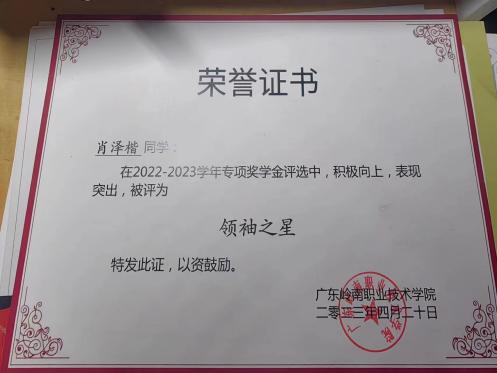 荣誉证书
肖泽楷 同学：
在2022-2023学年专项奖学金评选中，积极向上，表现
突出，被评为
领袖之星
特发此证，以资鼓励。
广东岭南职业技术学院
二〇二三年四月二十日